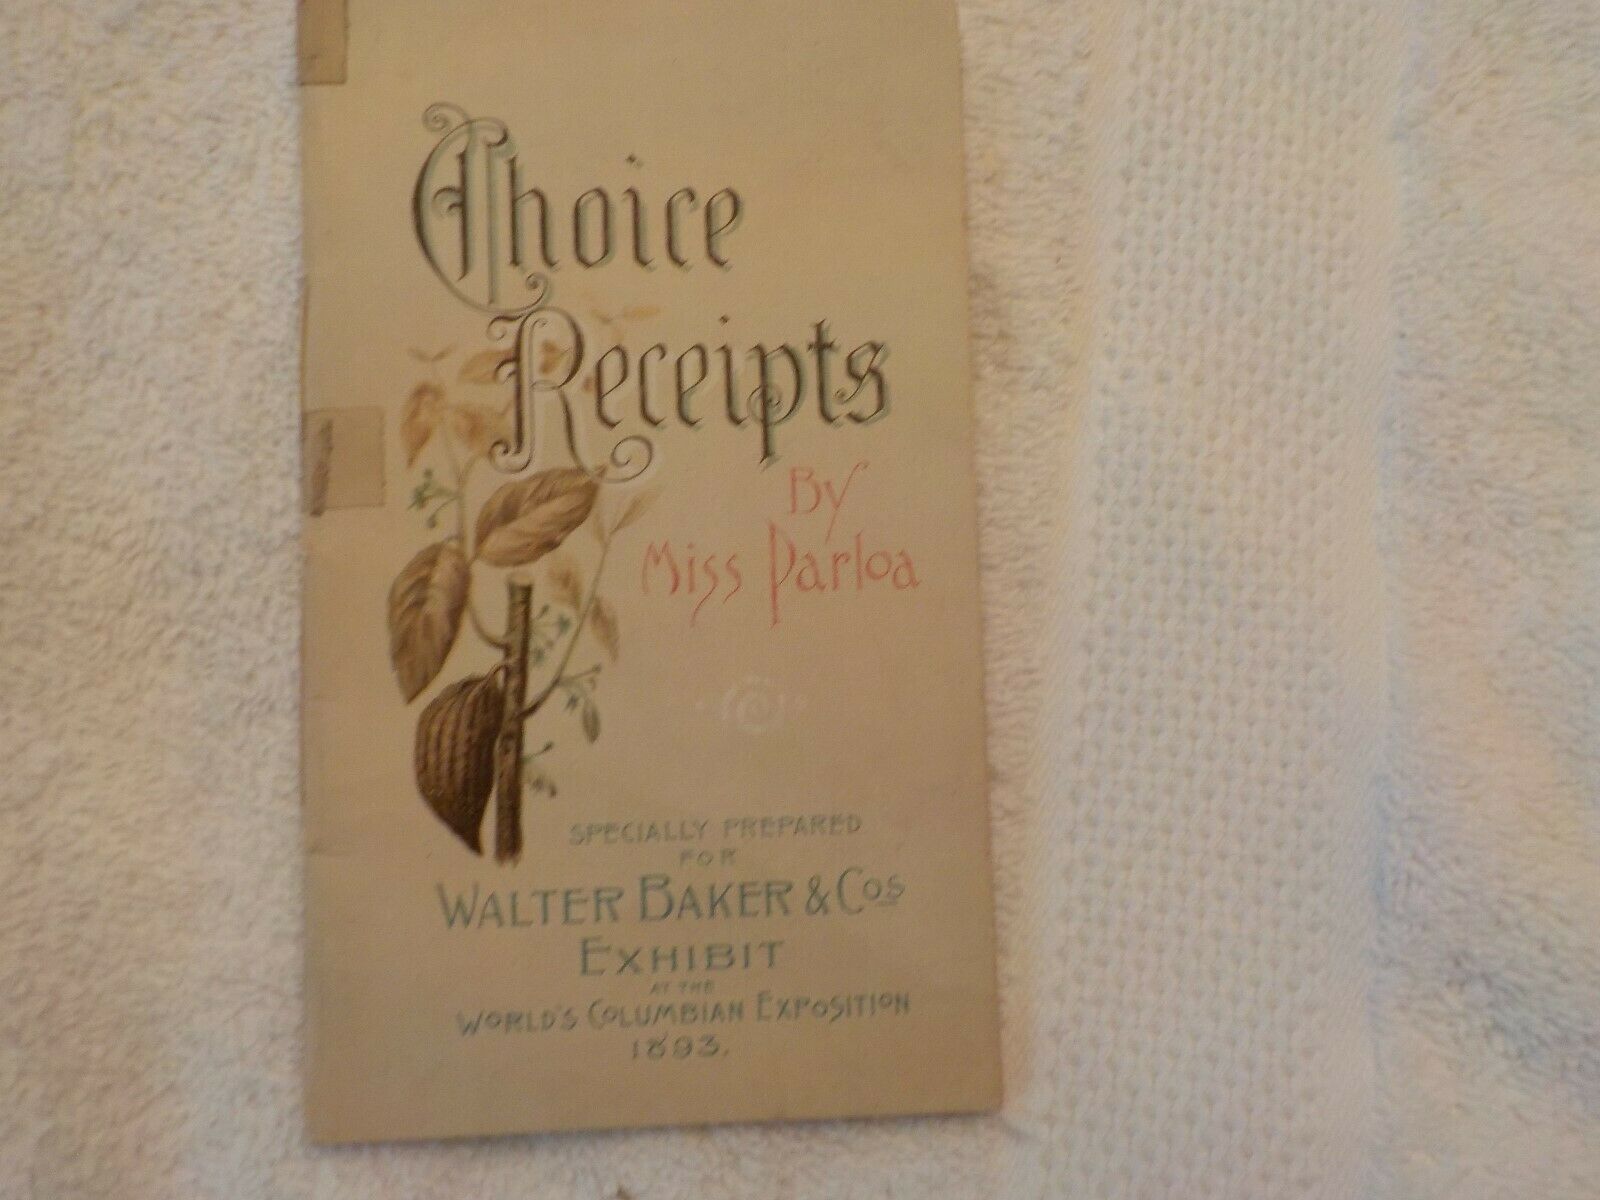 Choice
Receipts
By
Miss Parloa
SPECIALLY PREPARED
FOR
WALTER BAKER & COS
EXHIBIT
AT THE
WORLD'S COLUMBIAN EXPOSITION
1893.